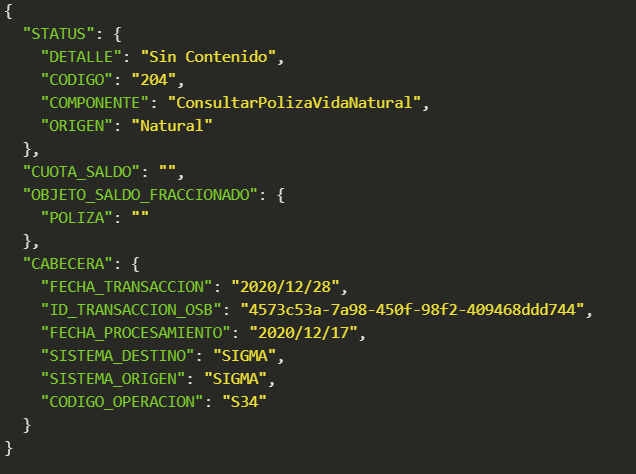 {
"STATUS": {
"DETALLE": "Sin Contenido",
"CODIGO": "204",
"COMPONENTE": "ConsultarPolizaVidaNatural",
"ORIGEN": "Natural"
},
"CUOTA_SALDO": "",
"OBJETO_SALDO_FRACCIONADO": {
"POLIZA": ""
},
"CABECERA": {
"FECHA_TRANSACCION": "2020/12/28",
"ID_TRANSACCION_OSB": "4573c53a-7a98-450f-98f2-409468ddd744",
"FECHA_PROCESAMIENTO": "2020/12/17",
"SISTEMA_DESTINO": "SIGMA",
"SISTEMA_ORIGEN": "SIGMA",
"CODIGO_OPERACION": "S34"
}
}